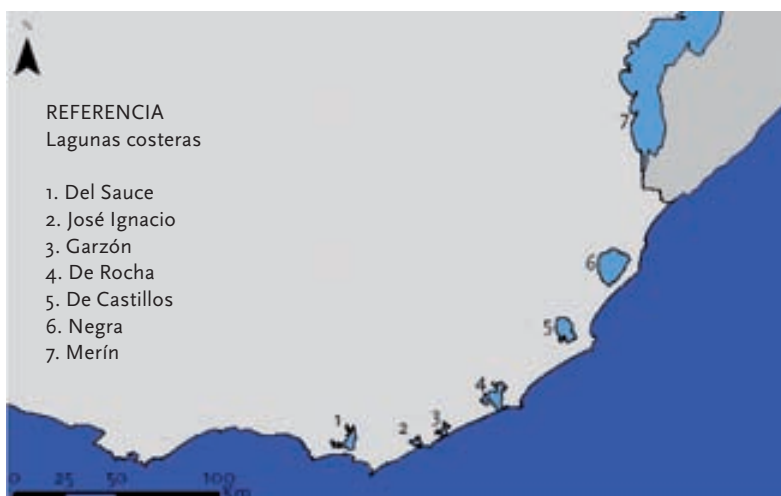 REFERENCIA
Lagunas costeras
1. Del Sauce
2. José Ignacio
3. Garzón
4. De Rocha
5. De Castillos
6. Negra
7. Merín
7
6
5
4
1
2
3
0 25 50 100
Km